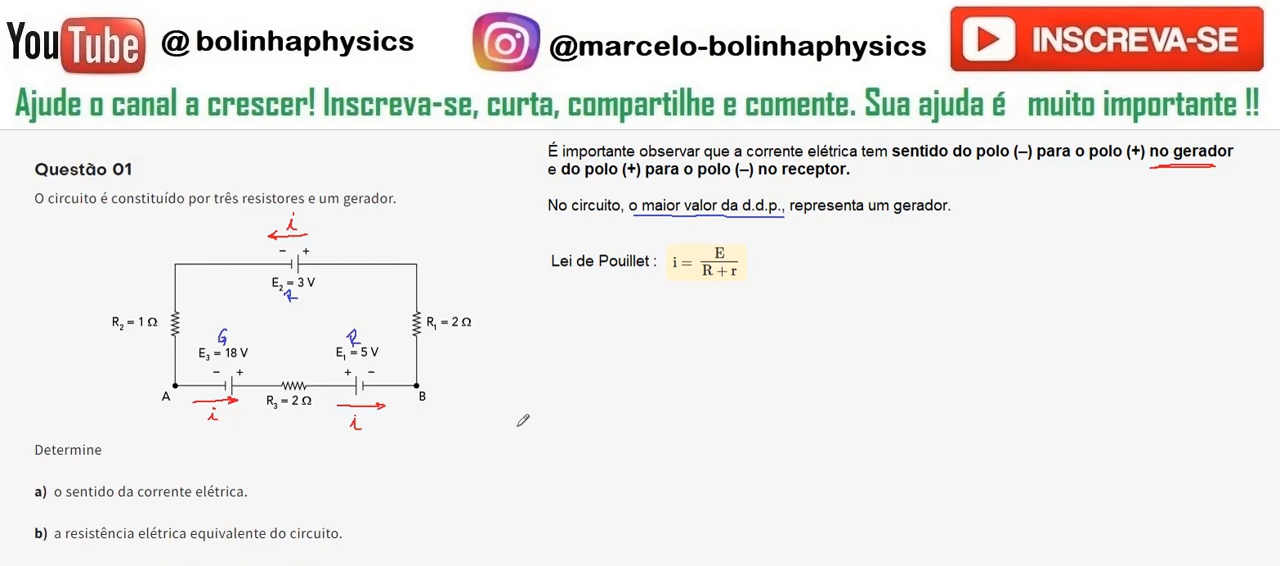 YouTube @ bolinhaphysics
@marcelo-bolinhaphysics
INSCREVA-SE
Ajude o canal a crescer! Inscreva-se, curta, compartilhe e comente. Sua ajuda é muito importante !!
Questão 01
O circuito é constituído por três resistores e um gerador.
i
- +
E₂ = 3 V
R
R₂ = 1 Ω
R₁ = 2 Ω
G
R
E₃ = 18 V
E₁ = 5 V
- +
+ -
A
B
R₃ = 2 Ω
i
i
Determine
a) o sentido da corrente elétrica.
b) a resistência elétrica equivalente do circuito.
É importante observar que a corrente elétrica tem sentido do polo (–) para o polo (+) no gerador
e do polo (+) para o polo (–) no receptor.
No circuito, o maior valor da d.d.p., representa um gerador.
Lei de Pouillet : i = E / R + r